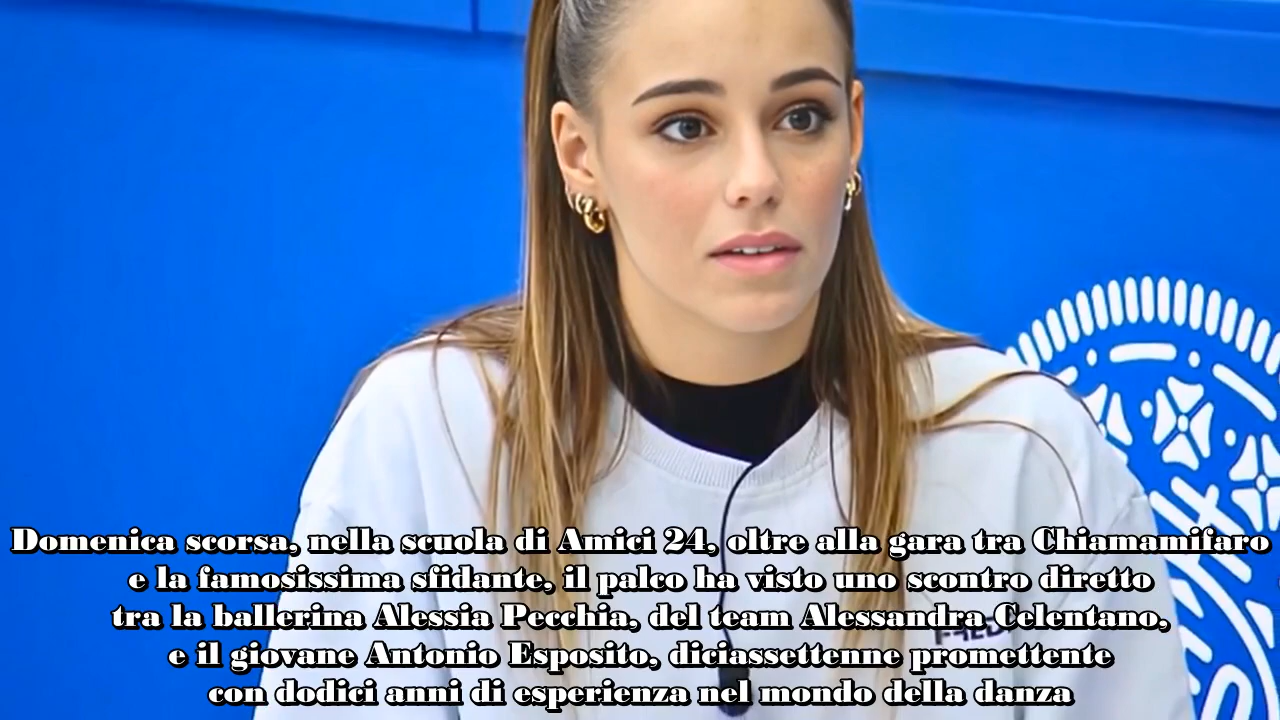 Domenica scorsa, nella scuola di Amici 24, oltre alla gara tra Chiamamifaro
e la famosissima sfidante, il palco ha visto uno scontro diretto
tra la ballerina Alessia Pecchia, del team Alessandra Celentano,
e il giovane Antonio Esposito, diciassettenne promettente
con dodici anni di esperienza nel mondo della danza